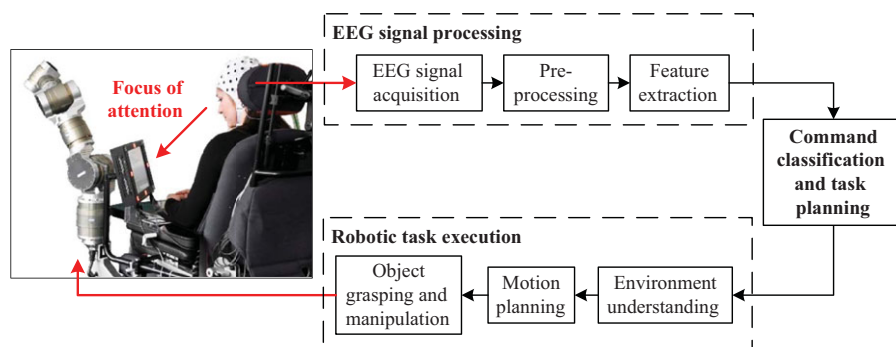 EEG signal processing
EEG signal
acquisition
Pre-
processing
Feature
extraction
Focus of
attention
Command
classification
and task
planning
Robotic task execution
Object
grasping and
manipulation
Motion
planning
Environment
understanding